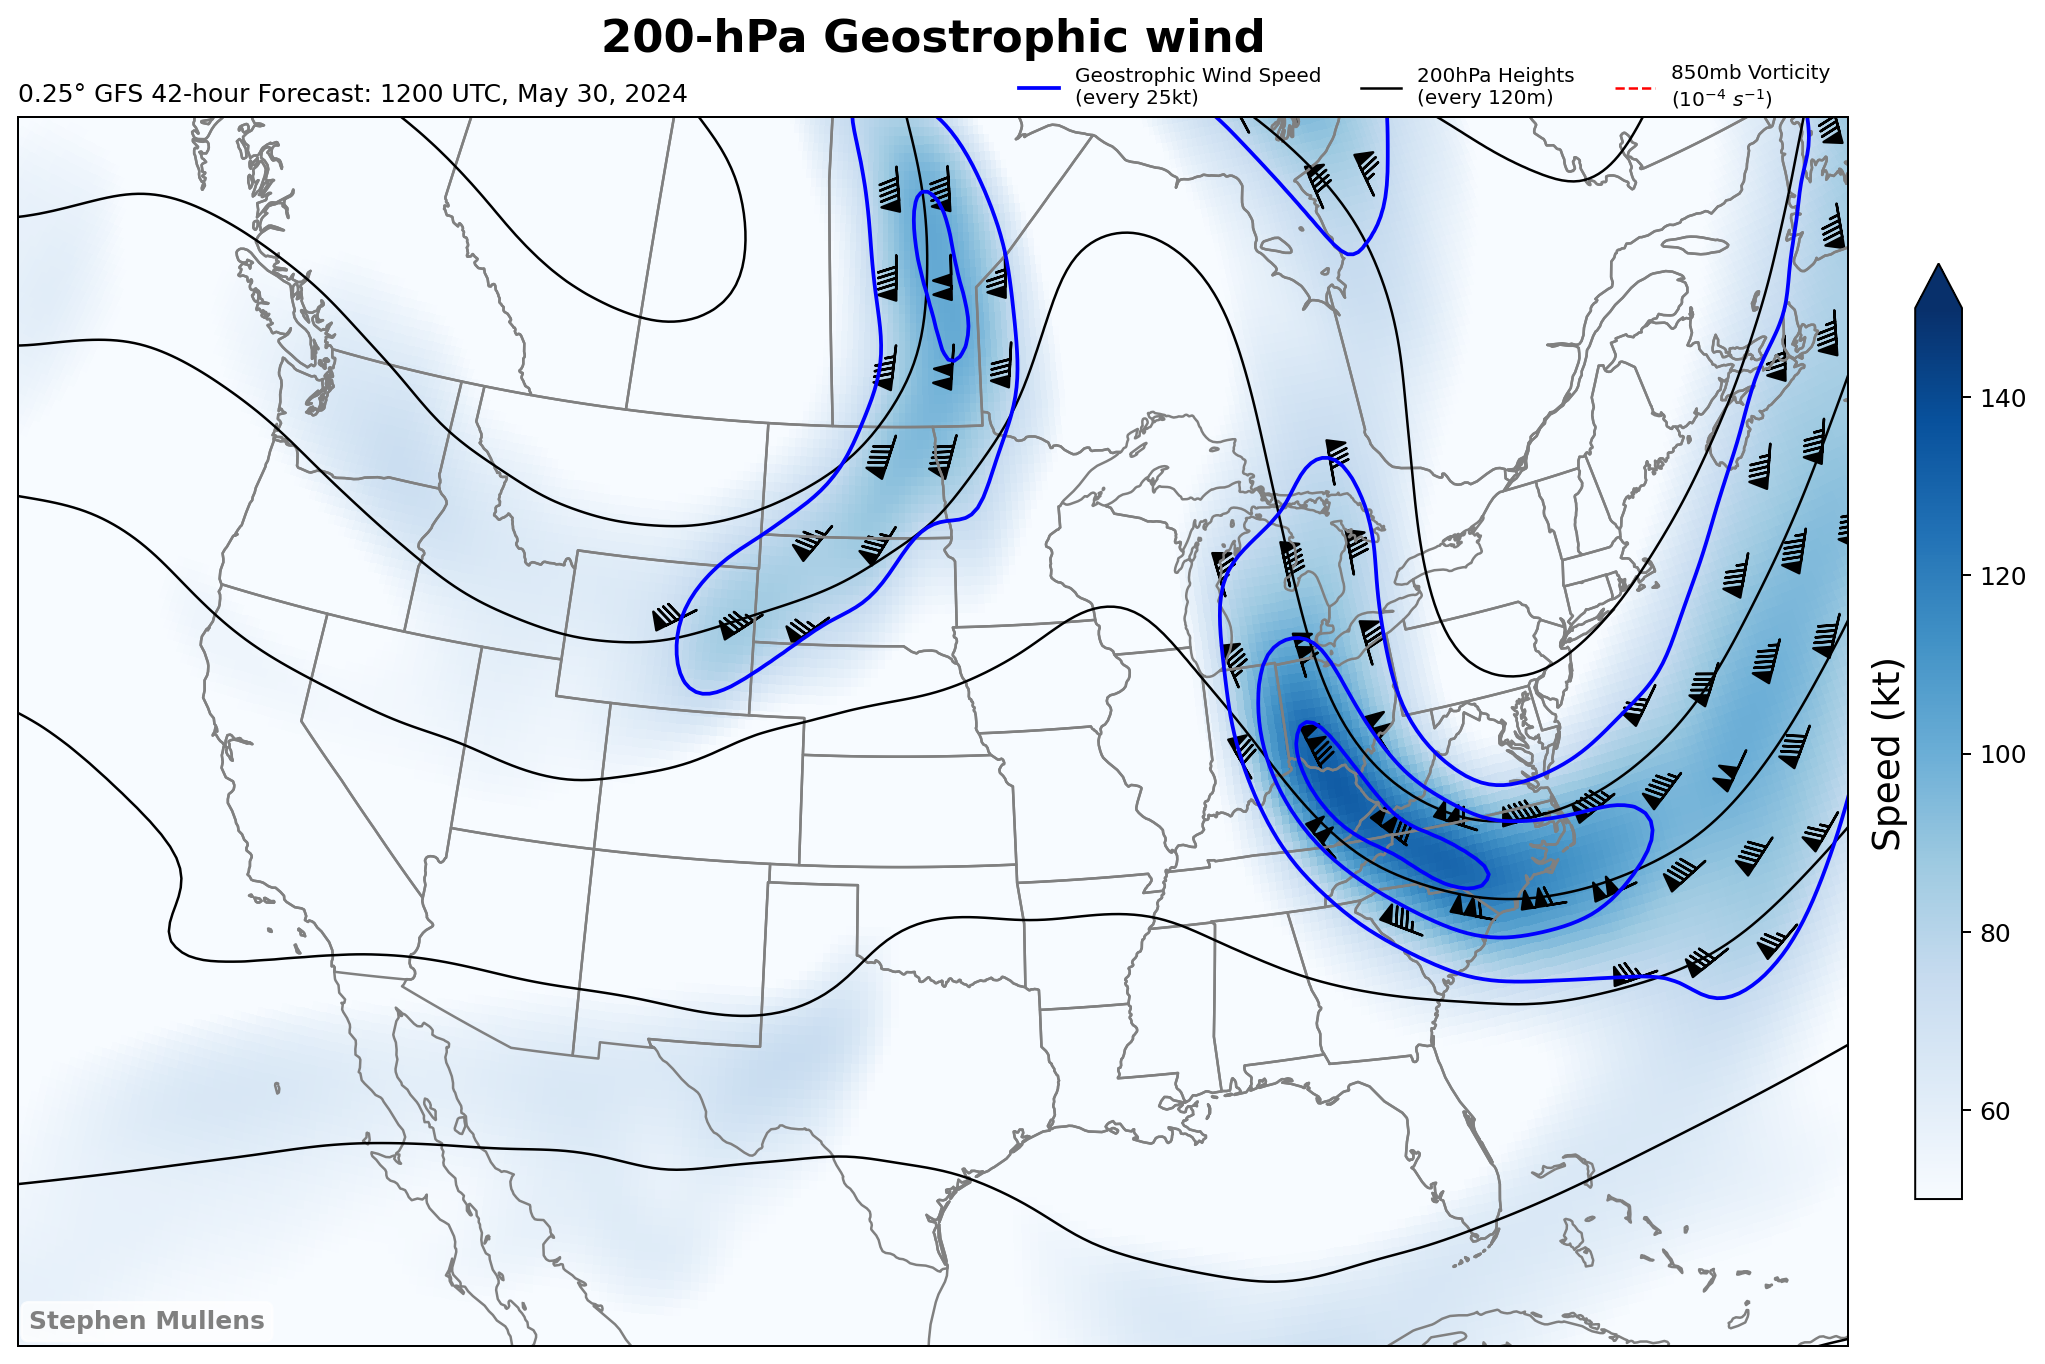 200-hPa Geostrophic wind
0.25° GFS 42-hour Forecast: 1200 UTC, May 30, 2024
Geostrophic Wind Speed
(every 25kt)
200hPa Heights
(every 120m)
850mb Vorticity
(10⁻⁴ s⁻¹)
140
120
100
80
60
Speed (kt)
Stephen Mullens